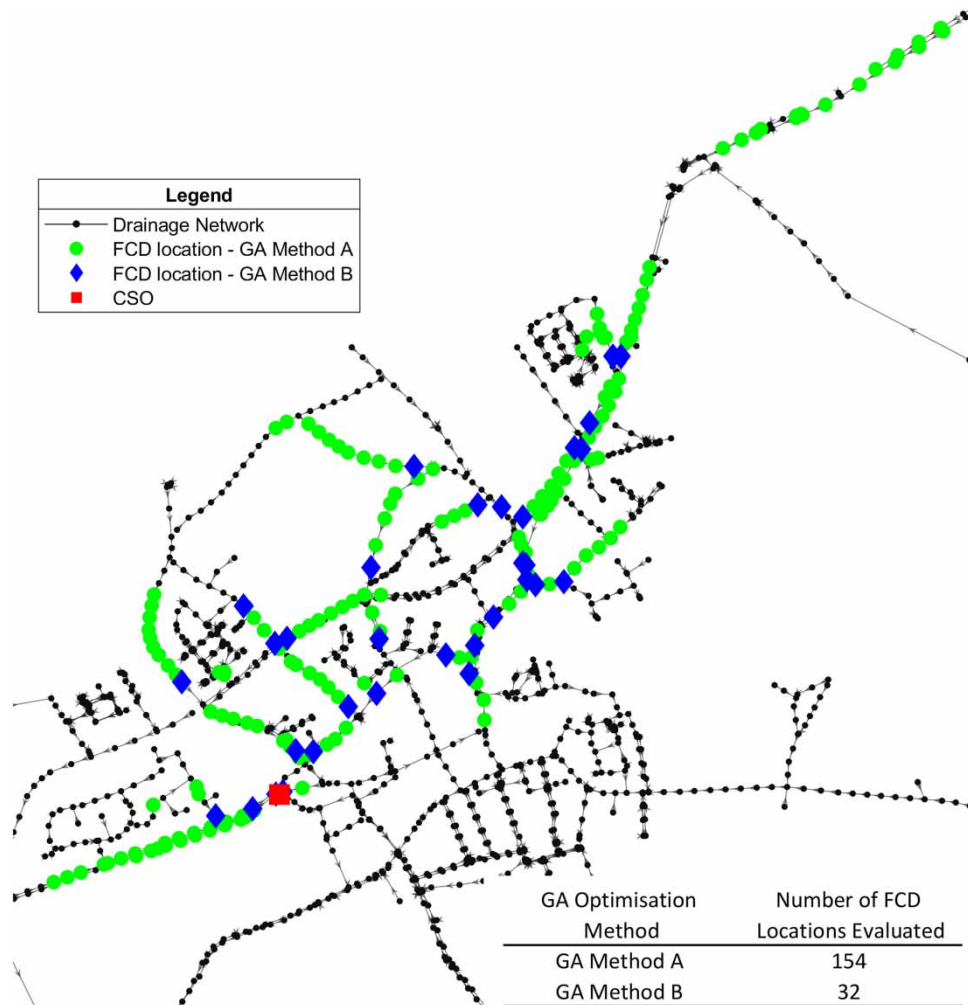 Legend
Drainage Network
FCD location - GA Method A
FCD location - GA Method B
CSO
GA Optimisation Number of FCD
Method Locations Evaluated
GA Method A 154
GA Method B 32